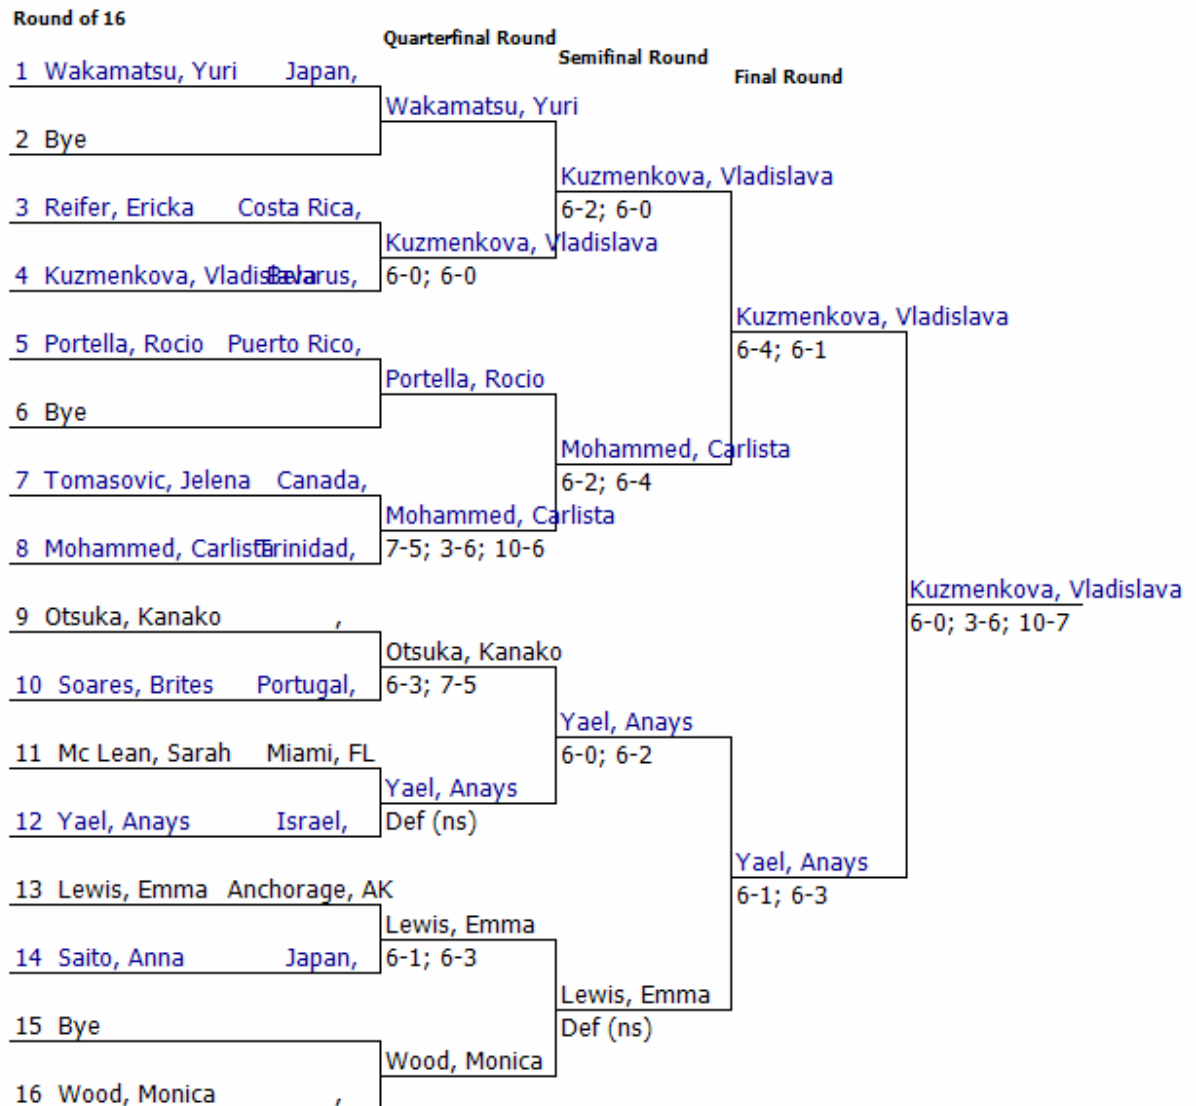 Round of 16
Quarterfinal Round
Semifinal Round
Final Round
1 Wakamatsu, Yuri Japan,
Wakamatsu, Yuri
2 Bye
Kuzmenkova, Vladislava
6-2; 6-0
3 Reifer, Ericka Costa Rica,
Kuzmenkova, Vladislava
6-0; 6-0
4 Kuzmenkova, Vladislava Belarus,
Kuzmenkova, Vladislava
6-4; 6-1
5 Portella, Rocio Puerto Rico,
Portella, Rocio
6 Bye
Mohammed, Carlista
6-2; 6-4
7 Tomasovic, Jelena Canada,
Mohammed, Carlista
7-5; 3-6; 10-6
8 Mohammed, Carlista Trinidad,
Kuzmenkova, Vladislava
6-0; 3-6; 10-7
9 Otsuka, Kanako ,
Otsuka, Kanako
6-3; 7-5
10 Soares, Brites Portugal,
Yael, Anays
6-0; 6-2
11 Mc Lean, Sarah Miami, FL
Yael, Anays
Def (ns)
12 Yael, Anays Israel,
Yael, Anays
6-1; 6-3
13 Lewis, Emma Anchorage, AK
Lewis, Emma
6-1; 6-3
14 Saito, Anna Japan,
Lewis, Emma
Def (ns)
15 Bye
Wood, Monica
16 Wood, Monica ,